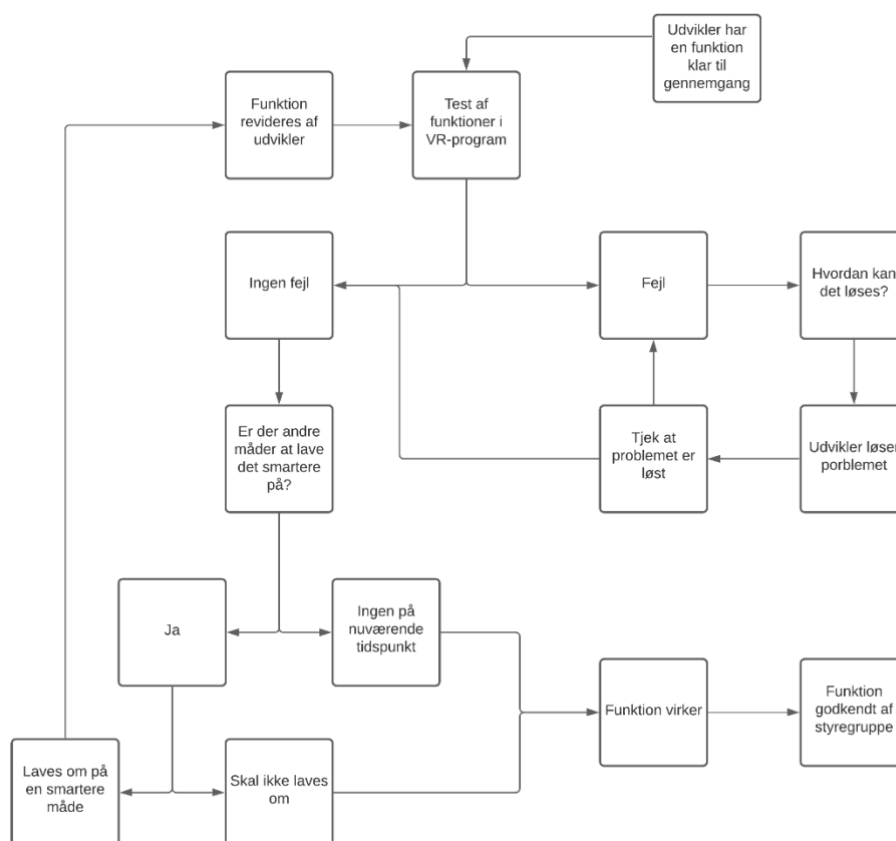 Udvikler har
en funktion
klar til
gennemgang
Funktion
revideres af
udvikler
Test af
funktioner i
VR-program
Ingen fejl
Fejl
Hvordan kan
det løses?
Er der andre
måder at lave
det smartere
på?
Tjek at
problemet er
løst
Udvikler løser
porblemet
Ja
Ingen på
nuværende
tidspunkt
Funktion virker
Funktion
godkendt af
styregruppe
Laves om på
en smartere
måde
Skal ikke laves
om